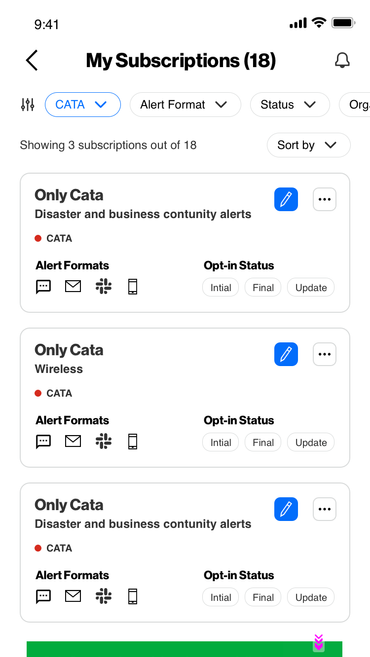 9:41
My Subscriptions (18)
CATA
Alert Format
Status
Org
Showing 3 subscriptions out of 18
Sort by
Only Cata
Disaster and business contunity alerts
CATA
Alert Formats
Opt-in Status
Intial Final Update
Only Cata
Wireless
CATA
Alert Formats
Opt-in Status
Intial Final Update
Only Cata
Disaster and business contunity alerts
CATA
Alert Formats
Opt-in Status
Intial Final Update